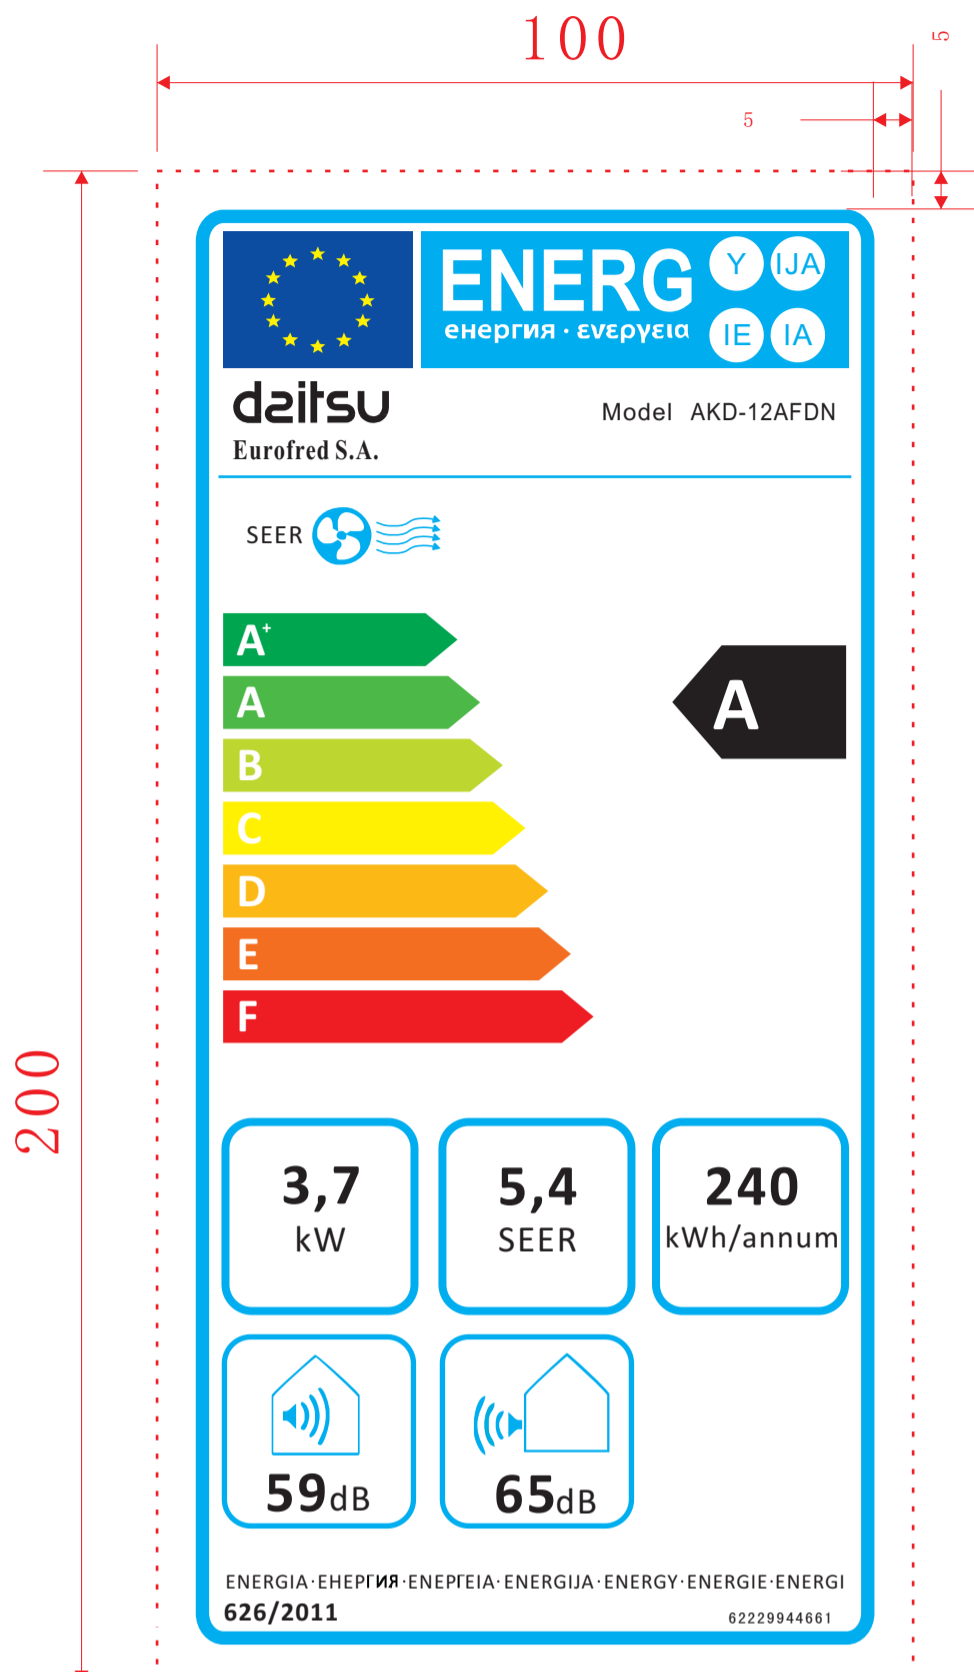 100
5
5
ENERG
енергия · ενεργεια
Y IJA
IE IA
daitsu
Model AKD-12AFDN
Eurofred S.A.
SEER
A+
A
A
B
C
D
E
F
200
3,7
kW
5,4
SEER
240
kWh/annum
59dB
65dB
ENERGIA·ЕНЕРГИЯ·ΕΝΕΡΓΕΙΑ·ENERGIJA·ENERGY·ENERGIE·ENERGI
626/2011
62229944661